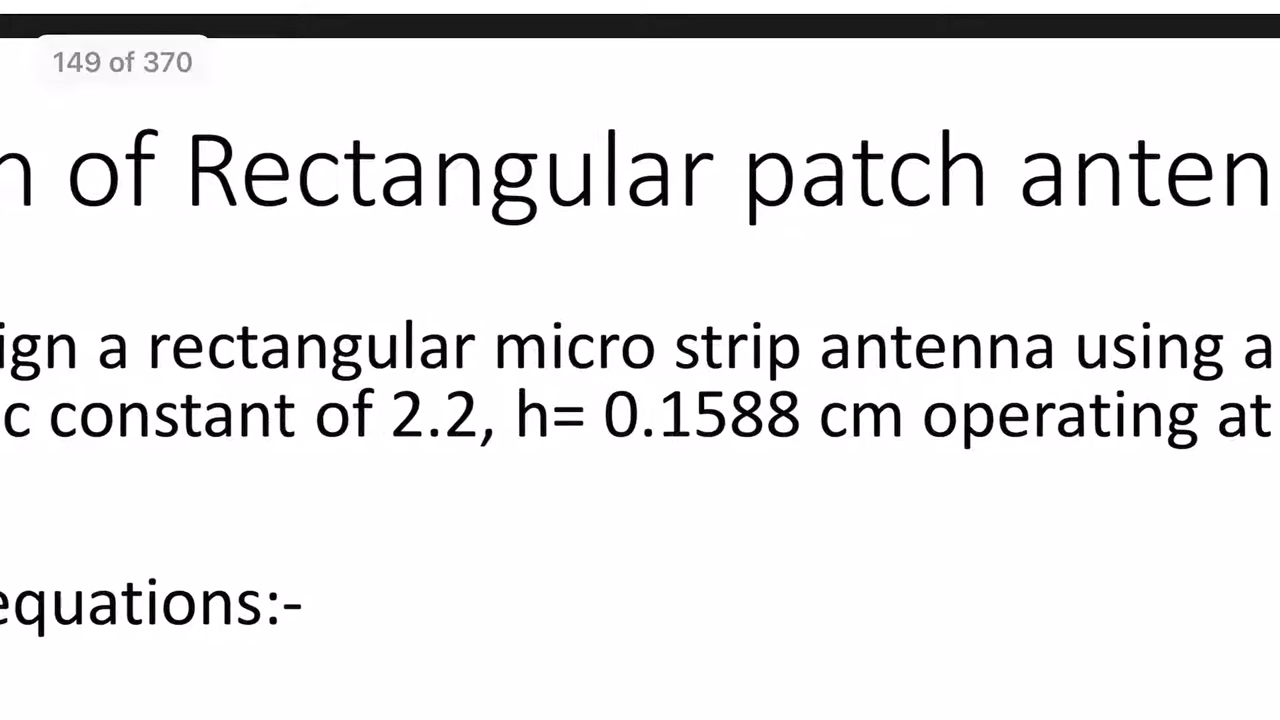 149 of 370
n of Rectangular patch anten
ign a rectangular micro strip antenna using a
c constant of 2.2, h= 0.1588 cm operating at
equations:-